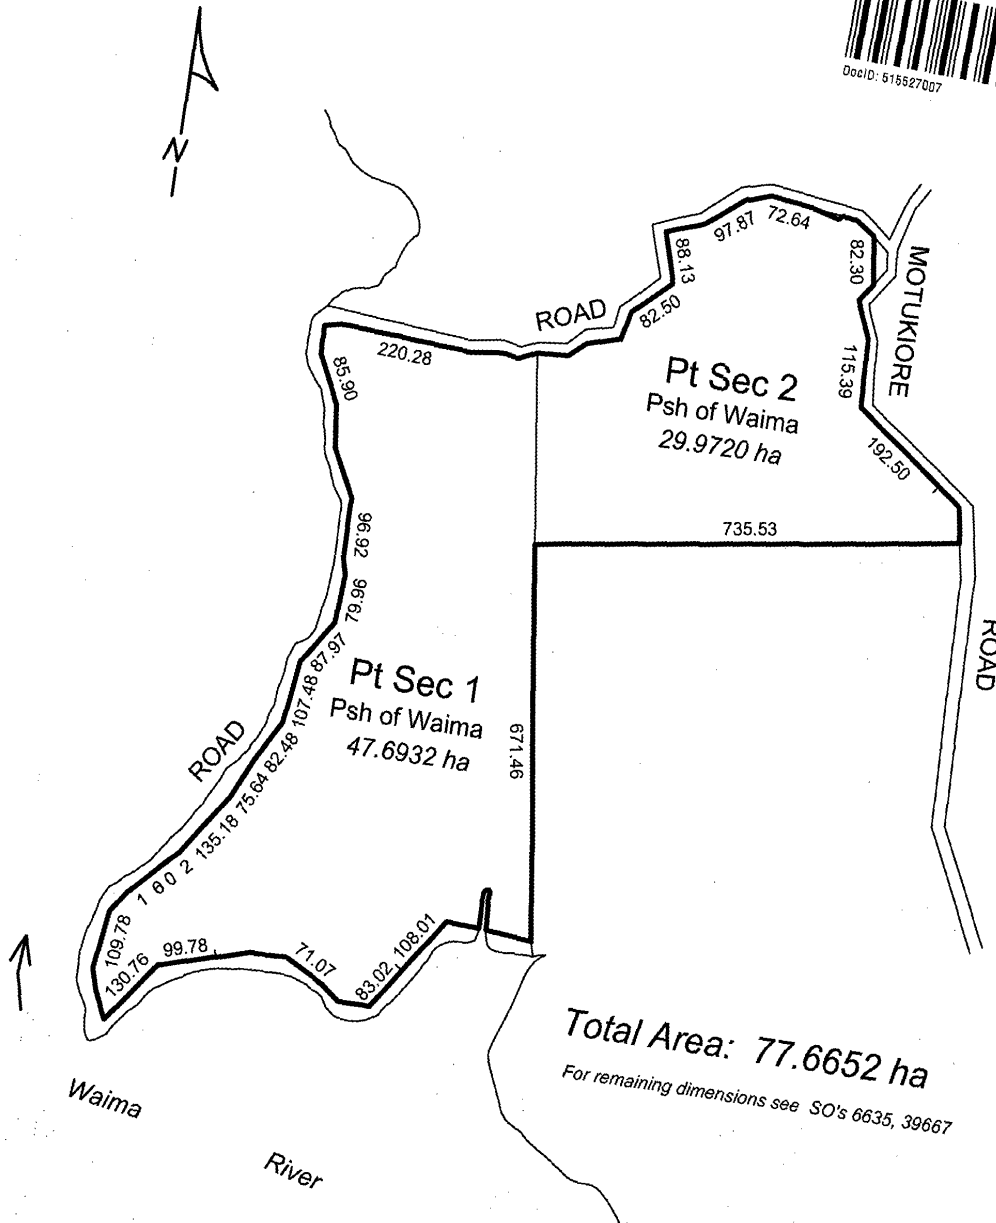 DocID: 515527007
N
72.64
97.87
88.13
82.30
MOTUKIORE
ROAD
82.50
220.28
85.90
115.39
Pt Sec 2
Psh of Waima
29.9720 ha
192.50
96.92
735.53
79.96
87.97
ROAD
Pt Sec 1
Psh of Waima
47.6932 ha
107.48
671.46
ROAD
82.48
75.64
135.18
1 60 2
109.78
130.76
99.78
71.07
83.02
108.01
Total Area: 77.6652 ha
For remaining dimensions see SO's 6635, 39667
Waima
River